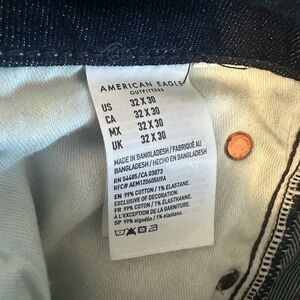 AMERICAN EAGLE
OUTFITTERS
US 32 X 30
CA 32 X 30
MX 32 X 30
UK 32 X 30
MADE IN BANGLADESH / FABRIQUÉ AU
BANGLADESH / HECHO EN BANGLADESH
RN 54485/CA 03873
RFC# AEM120605U9A
EN 99% COTTON / 1% ELASTANE.
EXCLUSIVE OF DECORATION.
FR 99% COTON / 1% ÉLASTHANNE.
À L'EXCEPTION DE LA GARNITURE.
SP 99% algodón / 1% elastano.